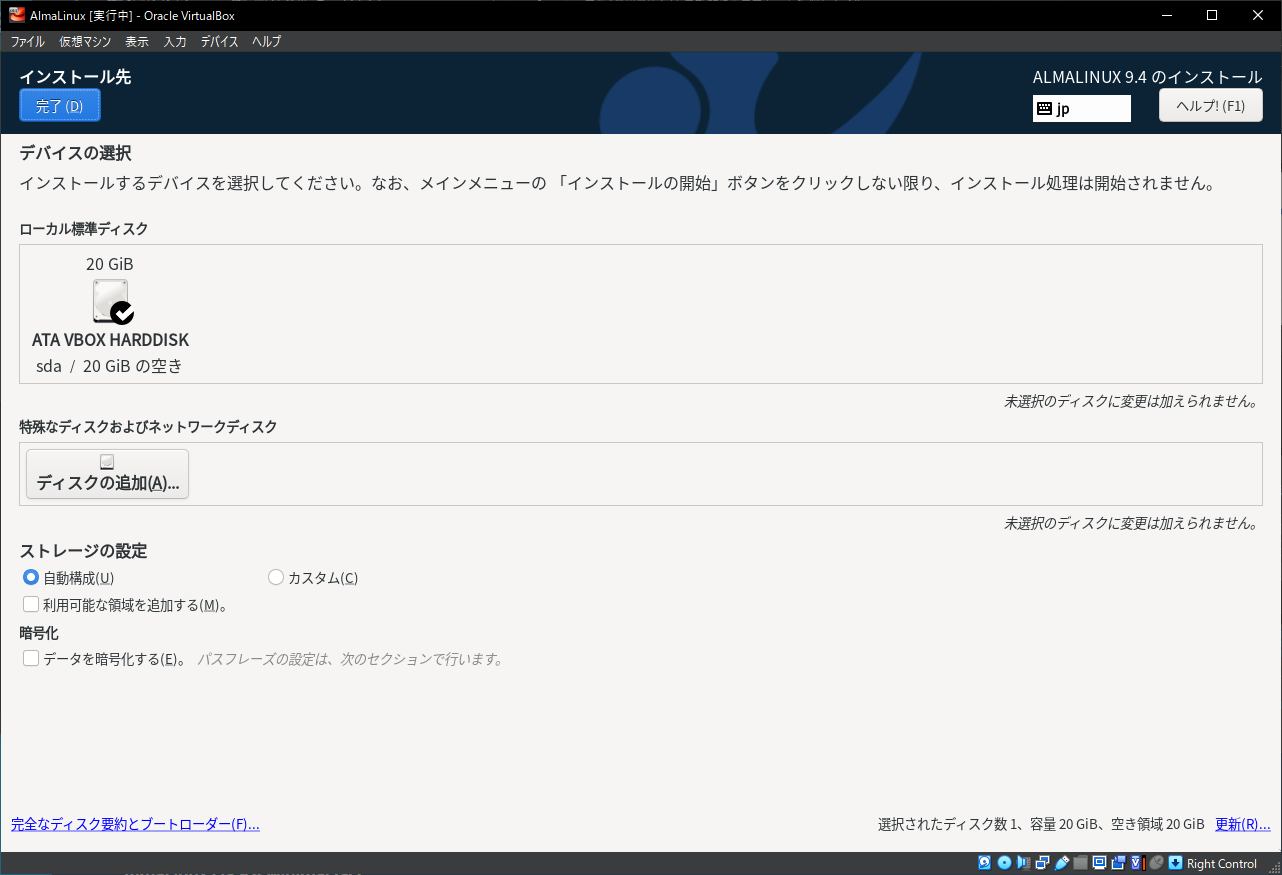 AlmaLinux [実行中] - Oracle VirtualBox
ファイル 仮想マシン 表示 入力 デバイス ヘルプ
インストール先
ALMALINUX 9.4 のインストール
完了 (D)
jp
ヘルプ! (F1)
デバイスの選択
インストールするデバイスを選択してください。なお、メインメニューの 「インストールの開始」ボタンをクリックしない限り、インストール処理は開始されません。
ローカル標準ディスク
20 GiB
ATA VBOX HARDDISK
sda / 20 GiB の空き
未選択のディスクに変更は加えられません。
特殊なディスクおよびネットワークディスク
ディスクの追加(A)...
未選択のディスクに変更は加えられません。
ストレージの設定
自動構成(U) カスタム(C)
利用可能な領域を追加する(M)。
暗号化
データを暗号化する(E)。 パスフレーズの設定は、次のセクションで行います。
完全なディスク要約とブートローダー(F)... 選択されたディスク数 1、容量 20 GiB、空き領域 20 GiB 更新(R)...
Right Control